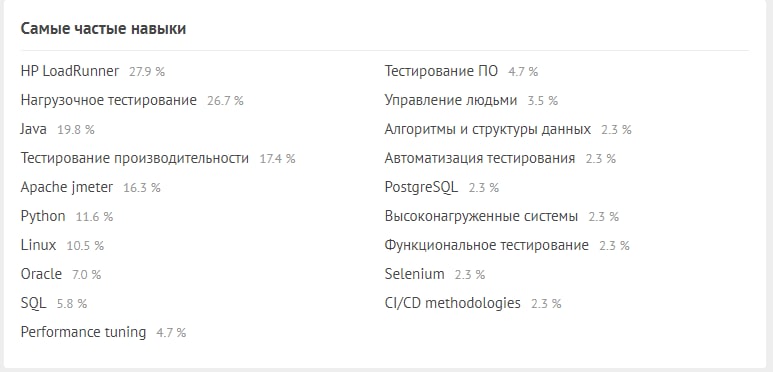 Самые частые навыки
HP LoadRunner 27.9 %
Нагрузочное тестирование 26.7 %
Java 19.8 %
Тестирование производительности 17.4 %
Apache jmeter 16.3 %
Python 11.6 %
Linux 10.5 %
Oracle 7.0 %
SQL 5.8 %
Performance tuning 4.7 %
Тестирование ПО 4.7 %
Управление людьми 3.5 %
Алгоритмы и структуры данных 2.3 %
Автоматизация тестирования 2.3 %
PostgreSQL 2.3 %
Высоконагруженные системы 2.3 %
Функциональное тестирование 2.3 %
Selenium 2.3 %
CI/CD methodologies 2.3 %